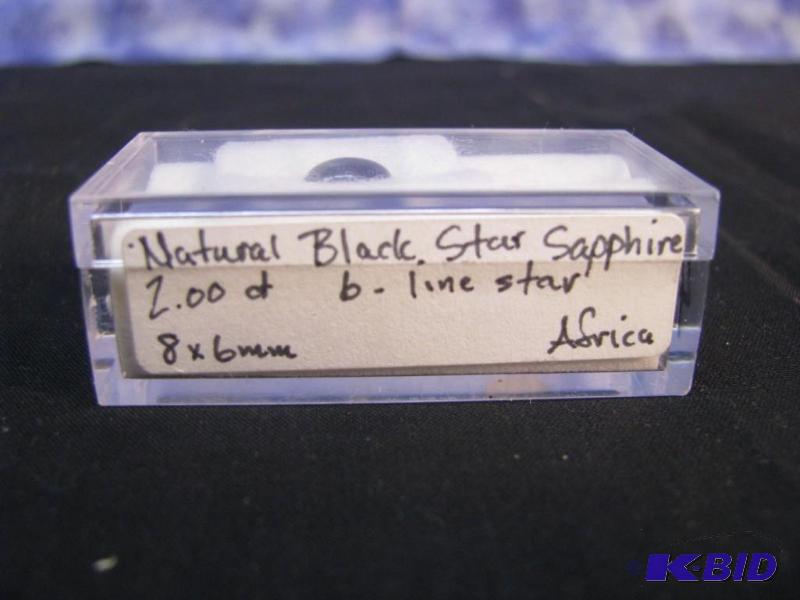 Natural Black Star Sapphire
2.00 ct 6-line star
8x6mm Africa
K-BID